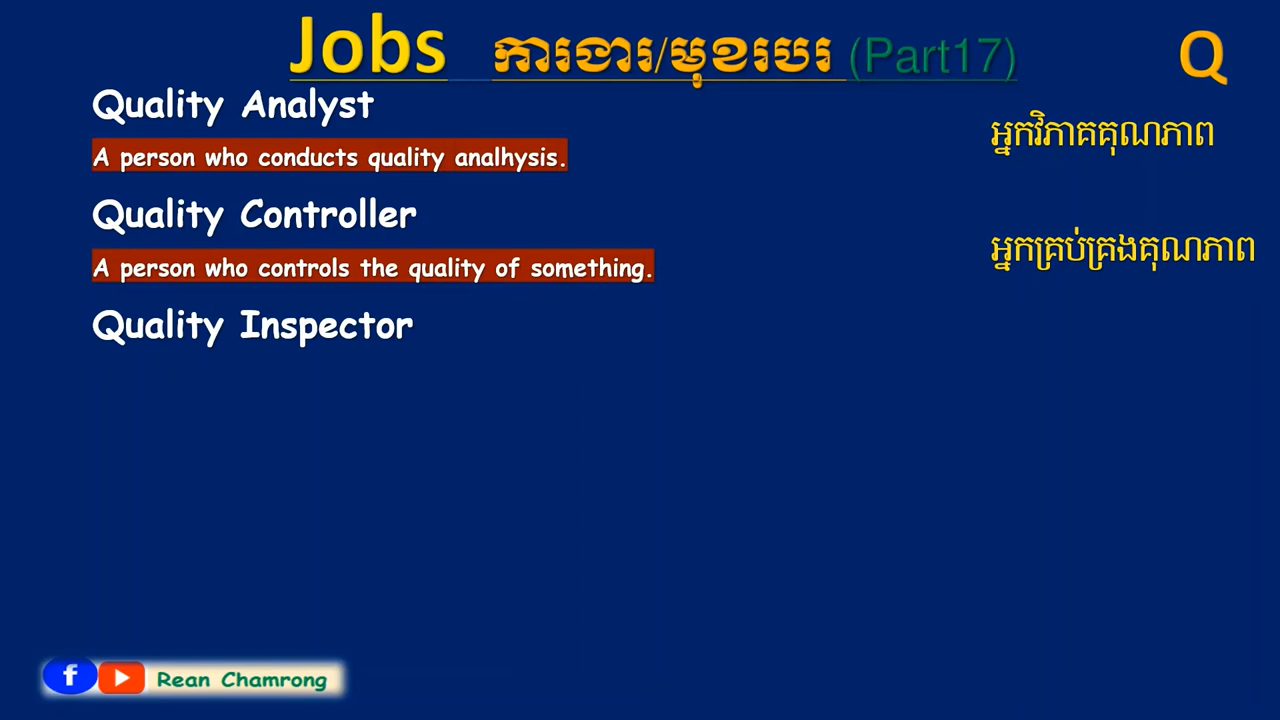 Jobs ការងារ/មុខរបរ (Part17) Q
Quality Analyst
អ្នកវិភាគគុណភាព
A person who conducts quality analhysis.
Quality Controller
អ្នកគ្រប់គ្រងគុណភាព
A person who controls the quality of something.
Quality Inspector
f Rean Chamrong